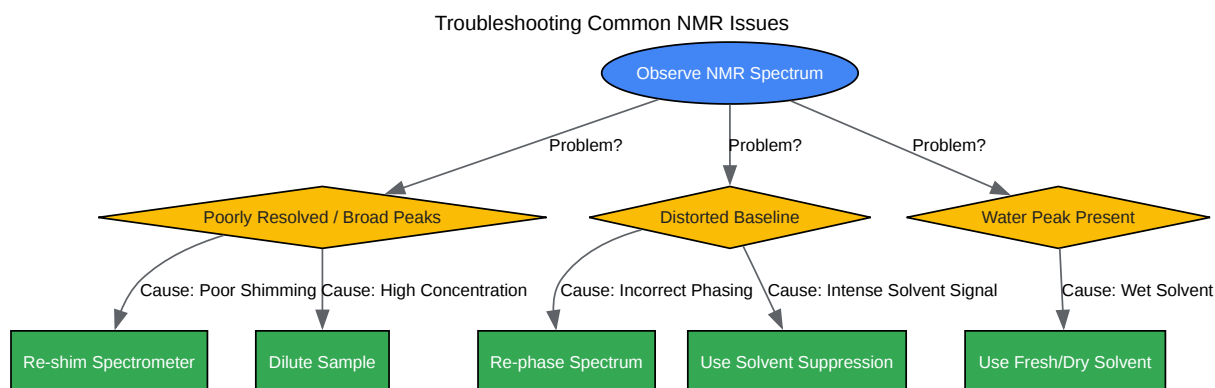 Troubleshooting Common NMR Issues
Observe NMR Spectrum
Problem?
Problem?
Problem?
Poorly Resolved / Broad Peaks
Distorted Baseline
Water Peak Present
Cause: Poor Shimming
Cause: High Concentration
Cause: Incorrect Phasing
Cause: Intense Solvent Signal
Cause: Wet Solvent
Re-shim Spectrometer
Dilute Sample
Re-phase Spectrum
Use Solvent Suppression
Use Fresh/Dry Solvent